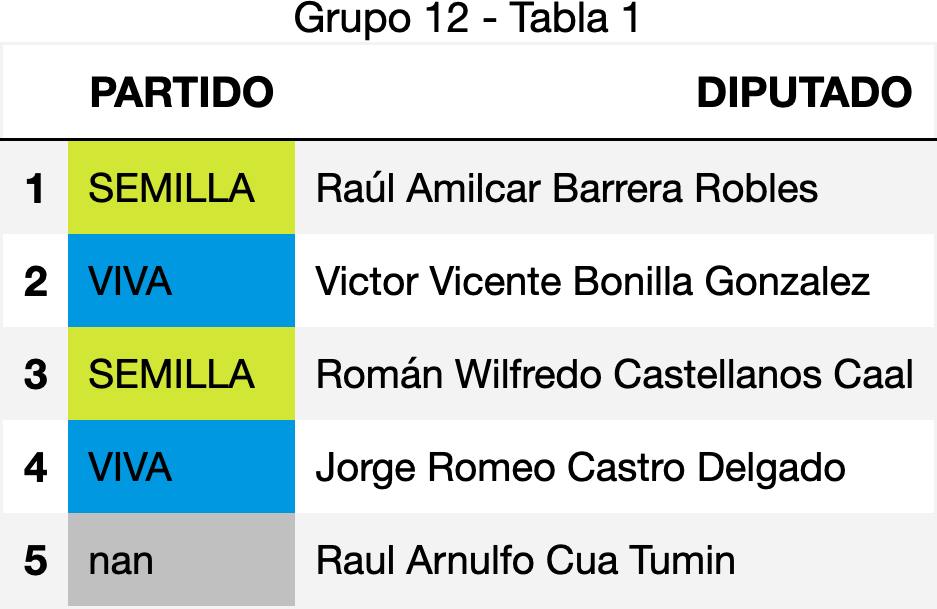 Grupo 12 - Tabla 1
PARTIDO DIPUTADO
1 SEMILLA Raúl Amilcar Barrera Robles
2 VIVA Victor Vicente Bonilla Gonzalez
3 SEMILLA Román Wilfredo Castellanos Caal
4 VIVA Jorge Romeo Castro Delgado
5 nan Raul Arnulfo Cua Tumin